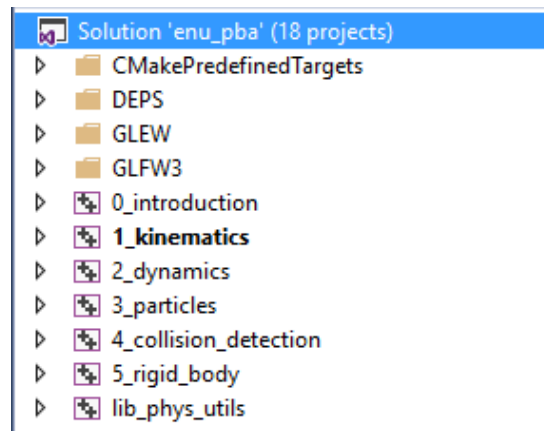 Solution 'enu_pba' (18 projects)
CMakePredefinedTargets
DEPS
GLEW
GLFW3
0_introduction
1_kinematics
2_dynamics
3_particles
4_collision_detection
5_rigid_body
lib_phys_utils